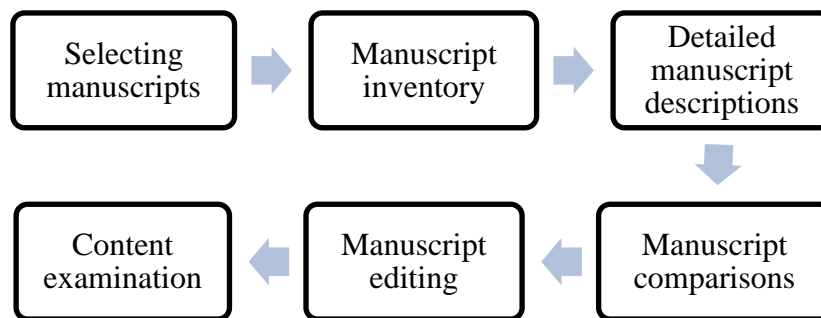 Selecting
manuscripts
Manuscript
inventory
Detailed
manuscript
descriptions
Manuscript
comparisons
Manuscript
editing
Content
examination